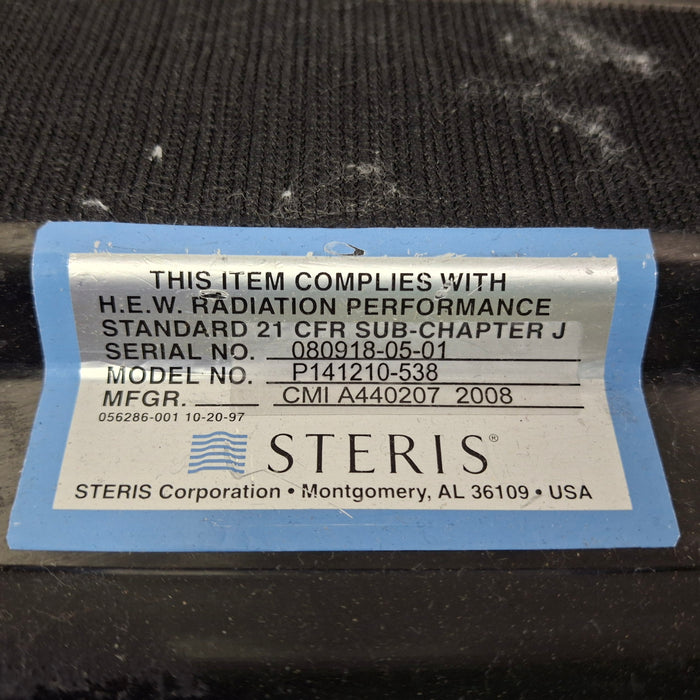 THIS ITEM COMPLIES WITH
H.E.W. RADIATION PERFORMANCE
STANDARD 21 CFR SUB-CHAPTER J
SERIAL NO. 080918-05-01
MODEL NO. P141210-538
MFGR. CMI A440207 2008
056286-001 10-20-97
STERIS®
STERIS Corporation • Montgomery, AL 36109 • USA